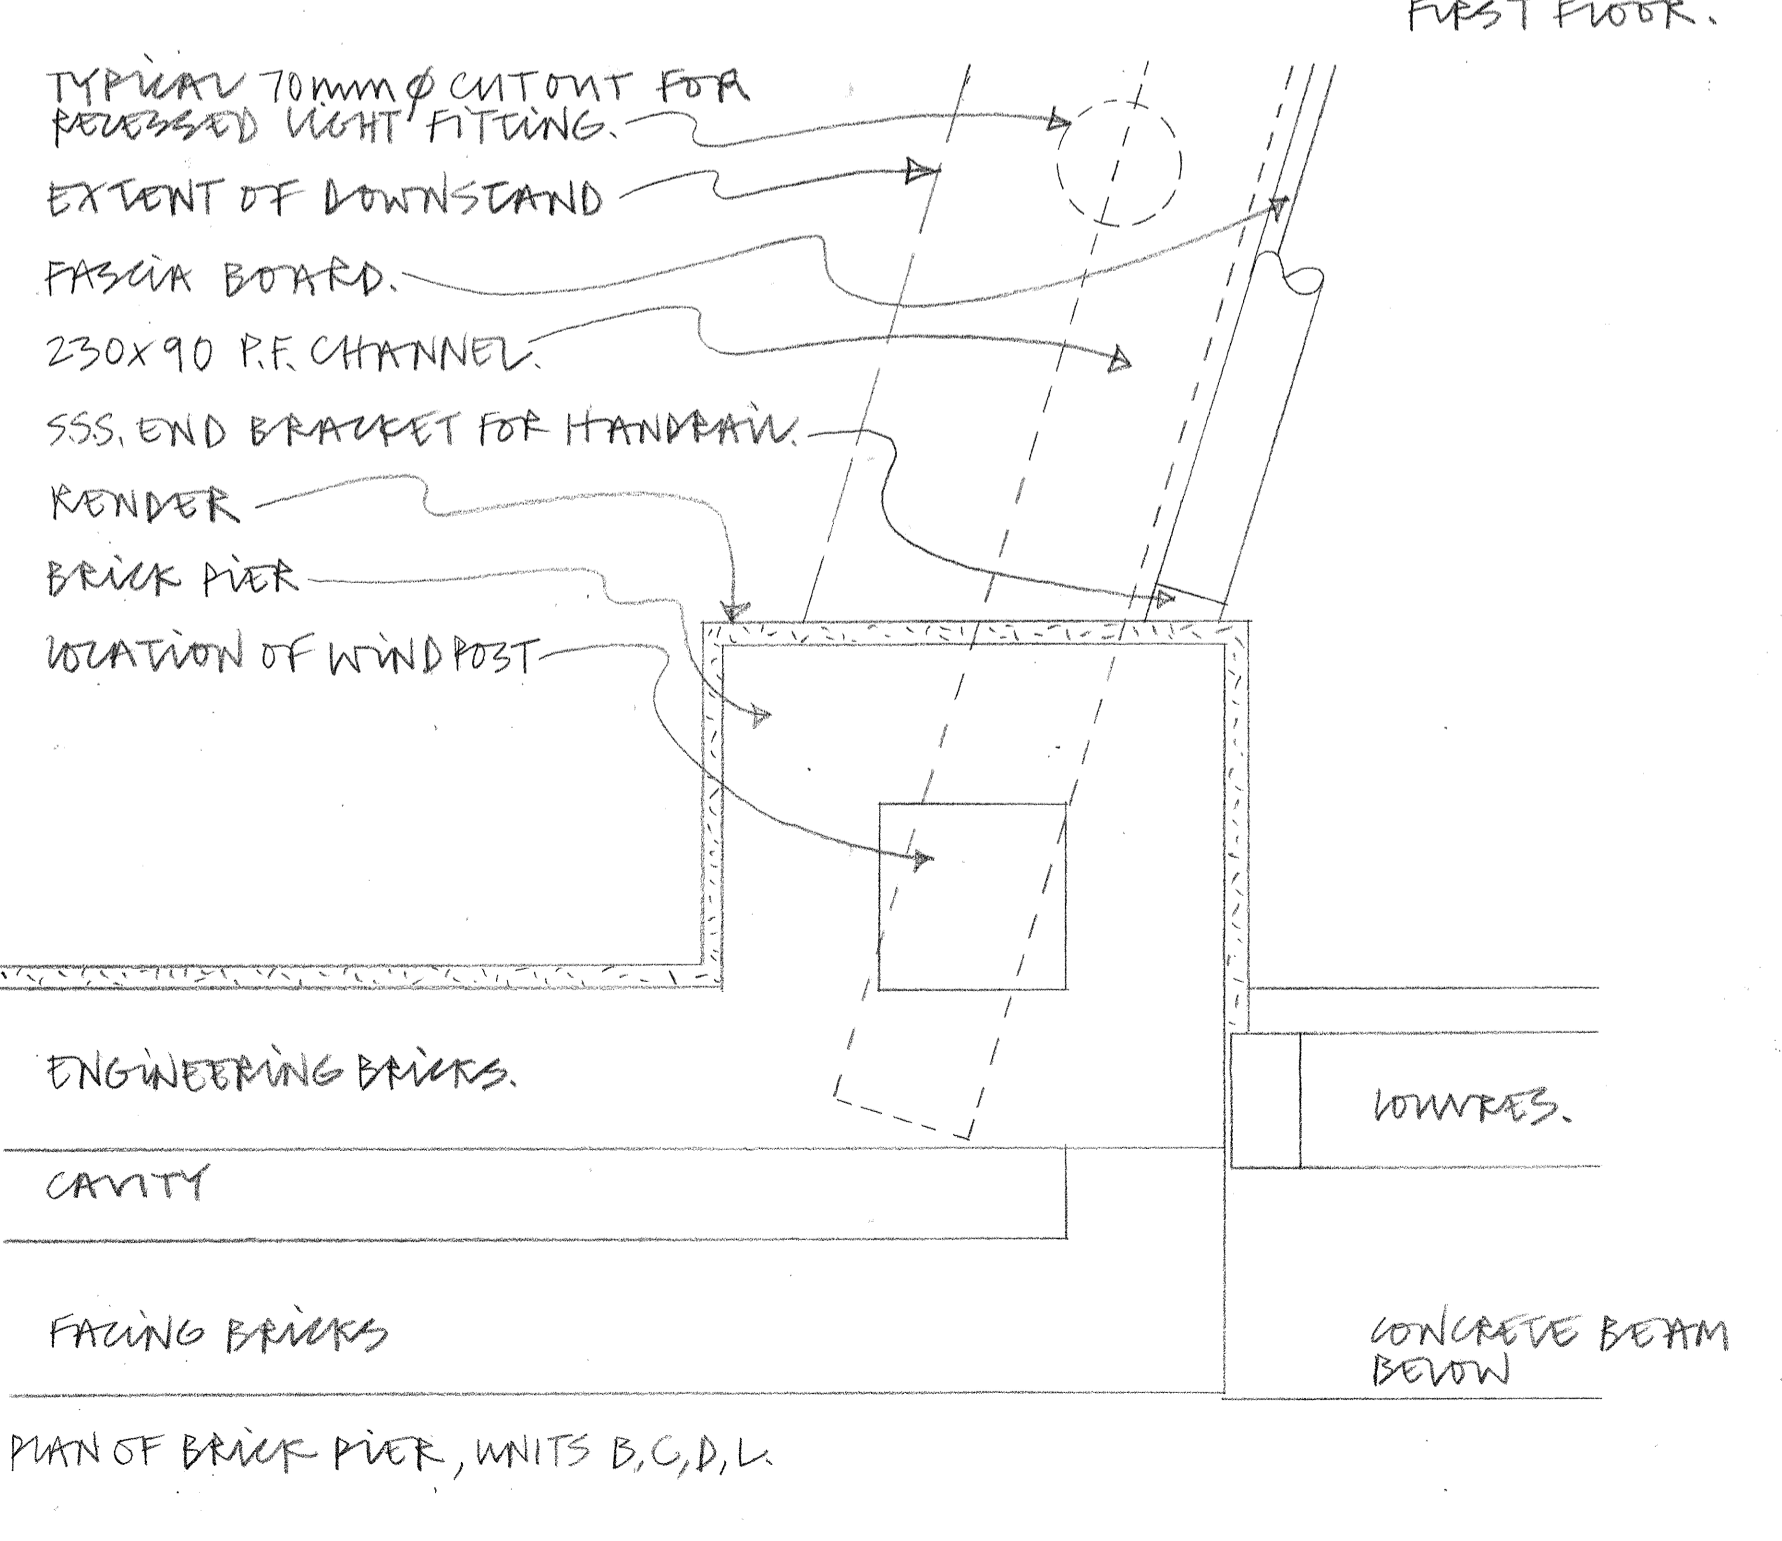 FIRST FLOOR.
TYPICAL 70mm Ø CUTOUT FOR
RECESSED LIGHT FITTING.
EXTENT OF DOWNSTAND
FASCIA BOARD.
230x90 P.F. CHANNEL.
S.S.S. END BRACKET FOR HANDRAIL.
RENDER
BRICK PIER
LOCATION OF WIND POST
ENGINEERING BRICKS.
LOUVRES.
CAVITY
FACING BRICKS
CONCRETE BEAM
BELOW
PLAN OF BRICK PIER, UNITS B, C, D, L.